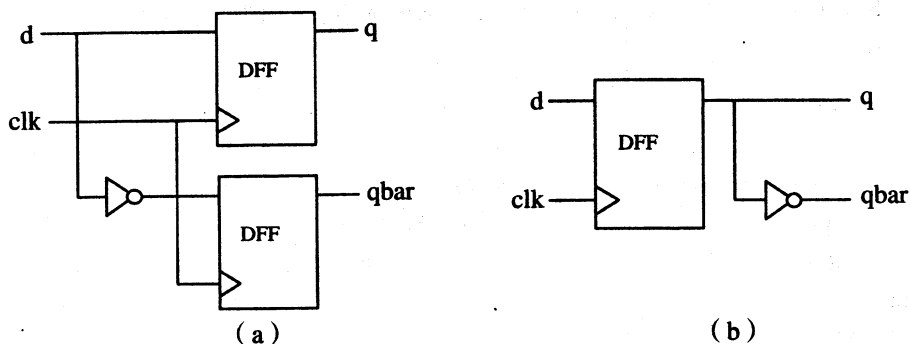 d
q
DFF
clk
qbar
DFF
( a )
d
q
DFF
clk
qbar
( b )